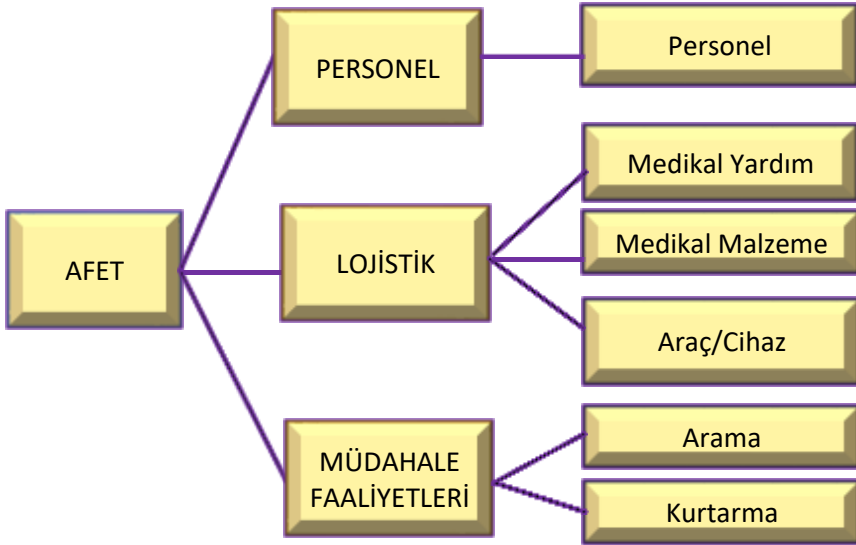 AFET
PERSONEL
Personel
LOJİSTİK
Medikal Yardım
Medikal Malzeme
Araç/Cihaz
MÜDAHALE
FAALİYETLERİ
Arama
Kurtarma